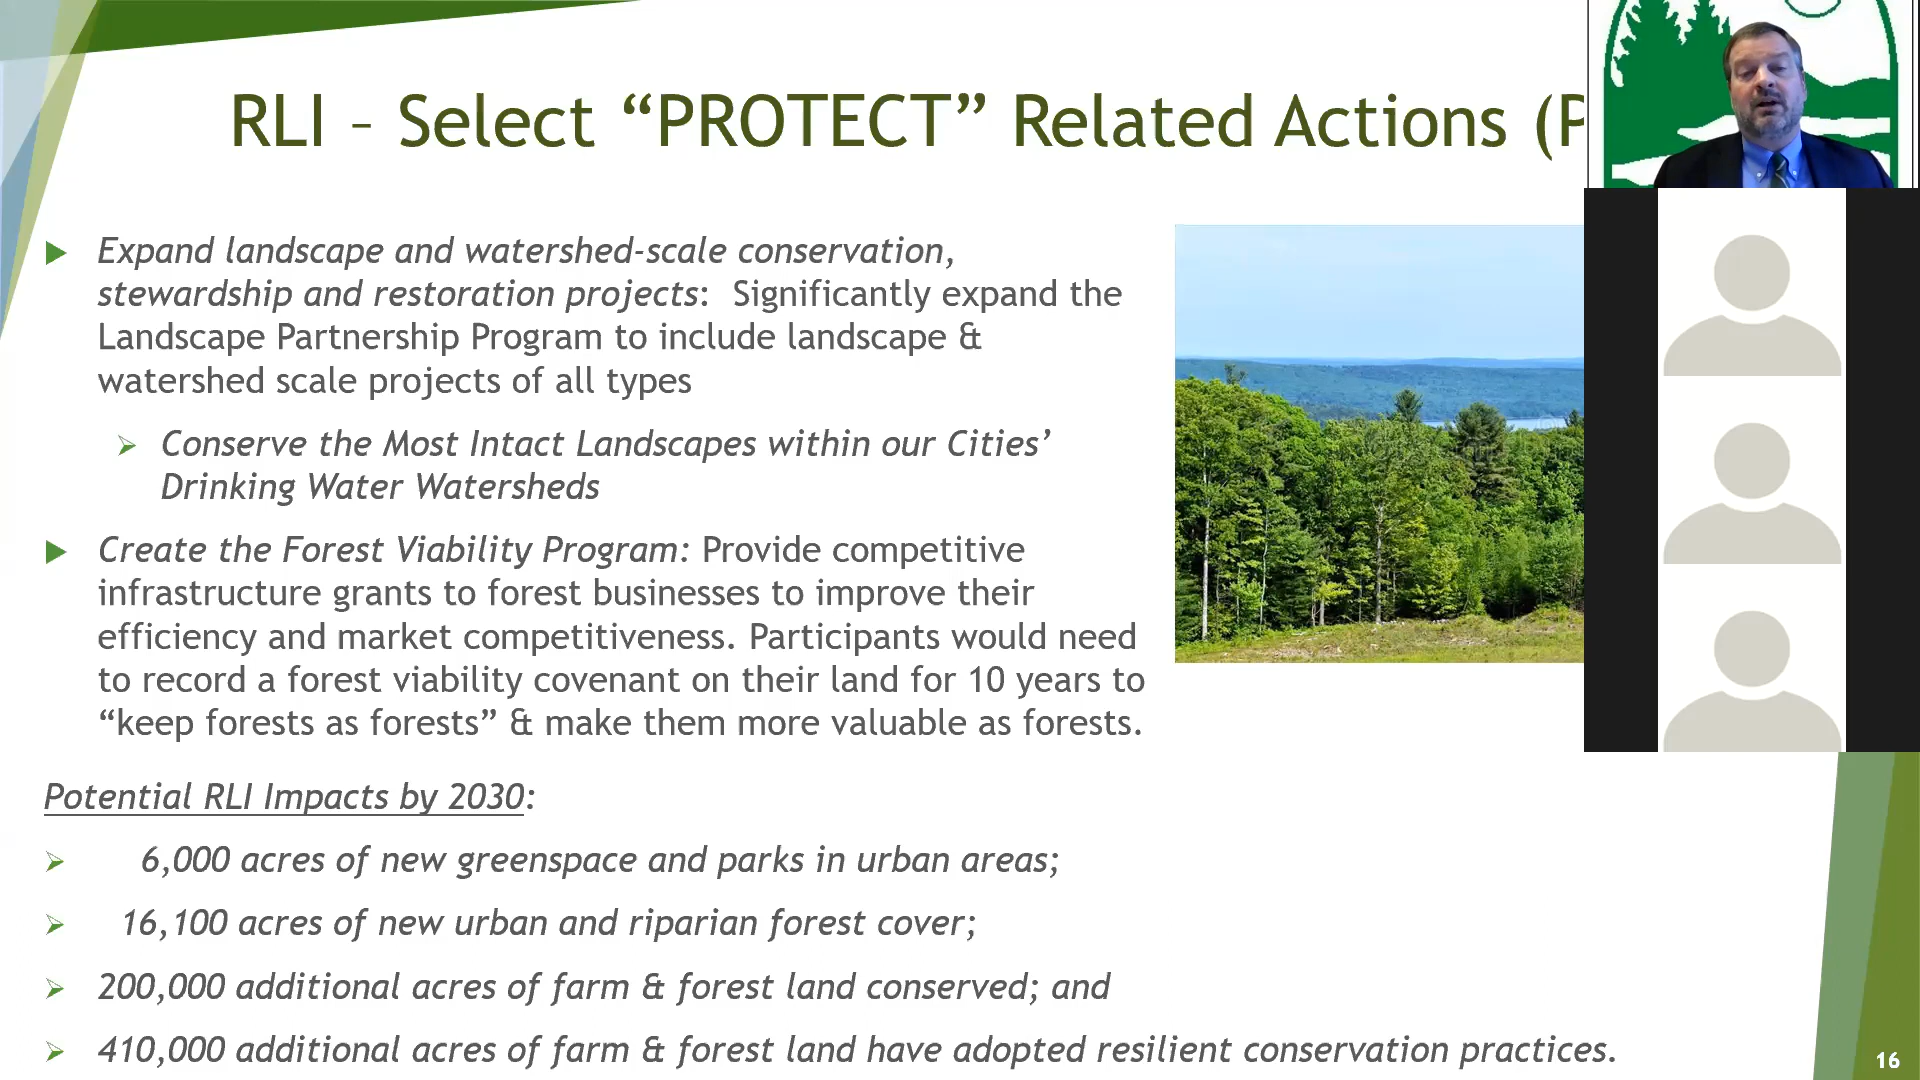 RLI – Select “PROTECT” Related Actions (P
Expand landscape and watershed-scale conservation,
stewardship and restoration projects: Significantly expand the
Landscape Partnership Program to include landscape &
watershed scale projects of all types
Conserve the Most Intact Landscapes within our Cities’
Drinking Water Watersheds
Create the Forest Viability Program: Provide competitive
infrastructure grants to forest businesses to improve their
efficiency and market competitiveness. Participants would need
to record a forest viability covenant on their land for 10 years to
“keep forests as forests” & make them more valuable as forests.
Potential RLI Impacts by 2030:
6,000 acres of new greenspace and parks in urban areas;
16,100 acres of new urban and riparian forest cover;
200,000 additional acres of farm & forest land conserved; and
410,000 additional acres of farm & forest land have adopted resilient conservation practices.
16